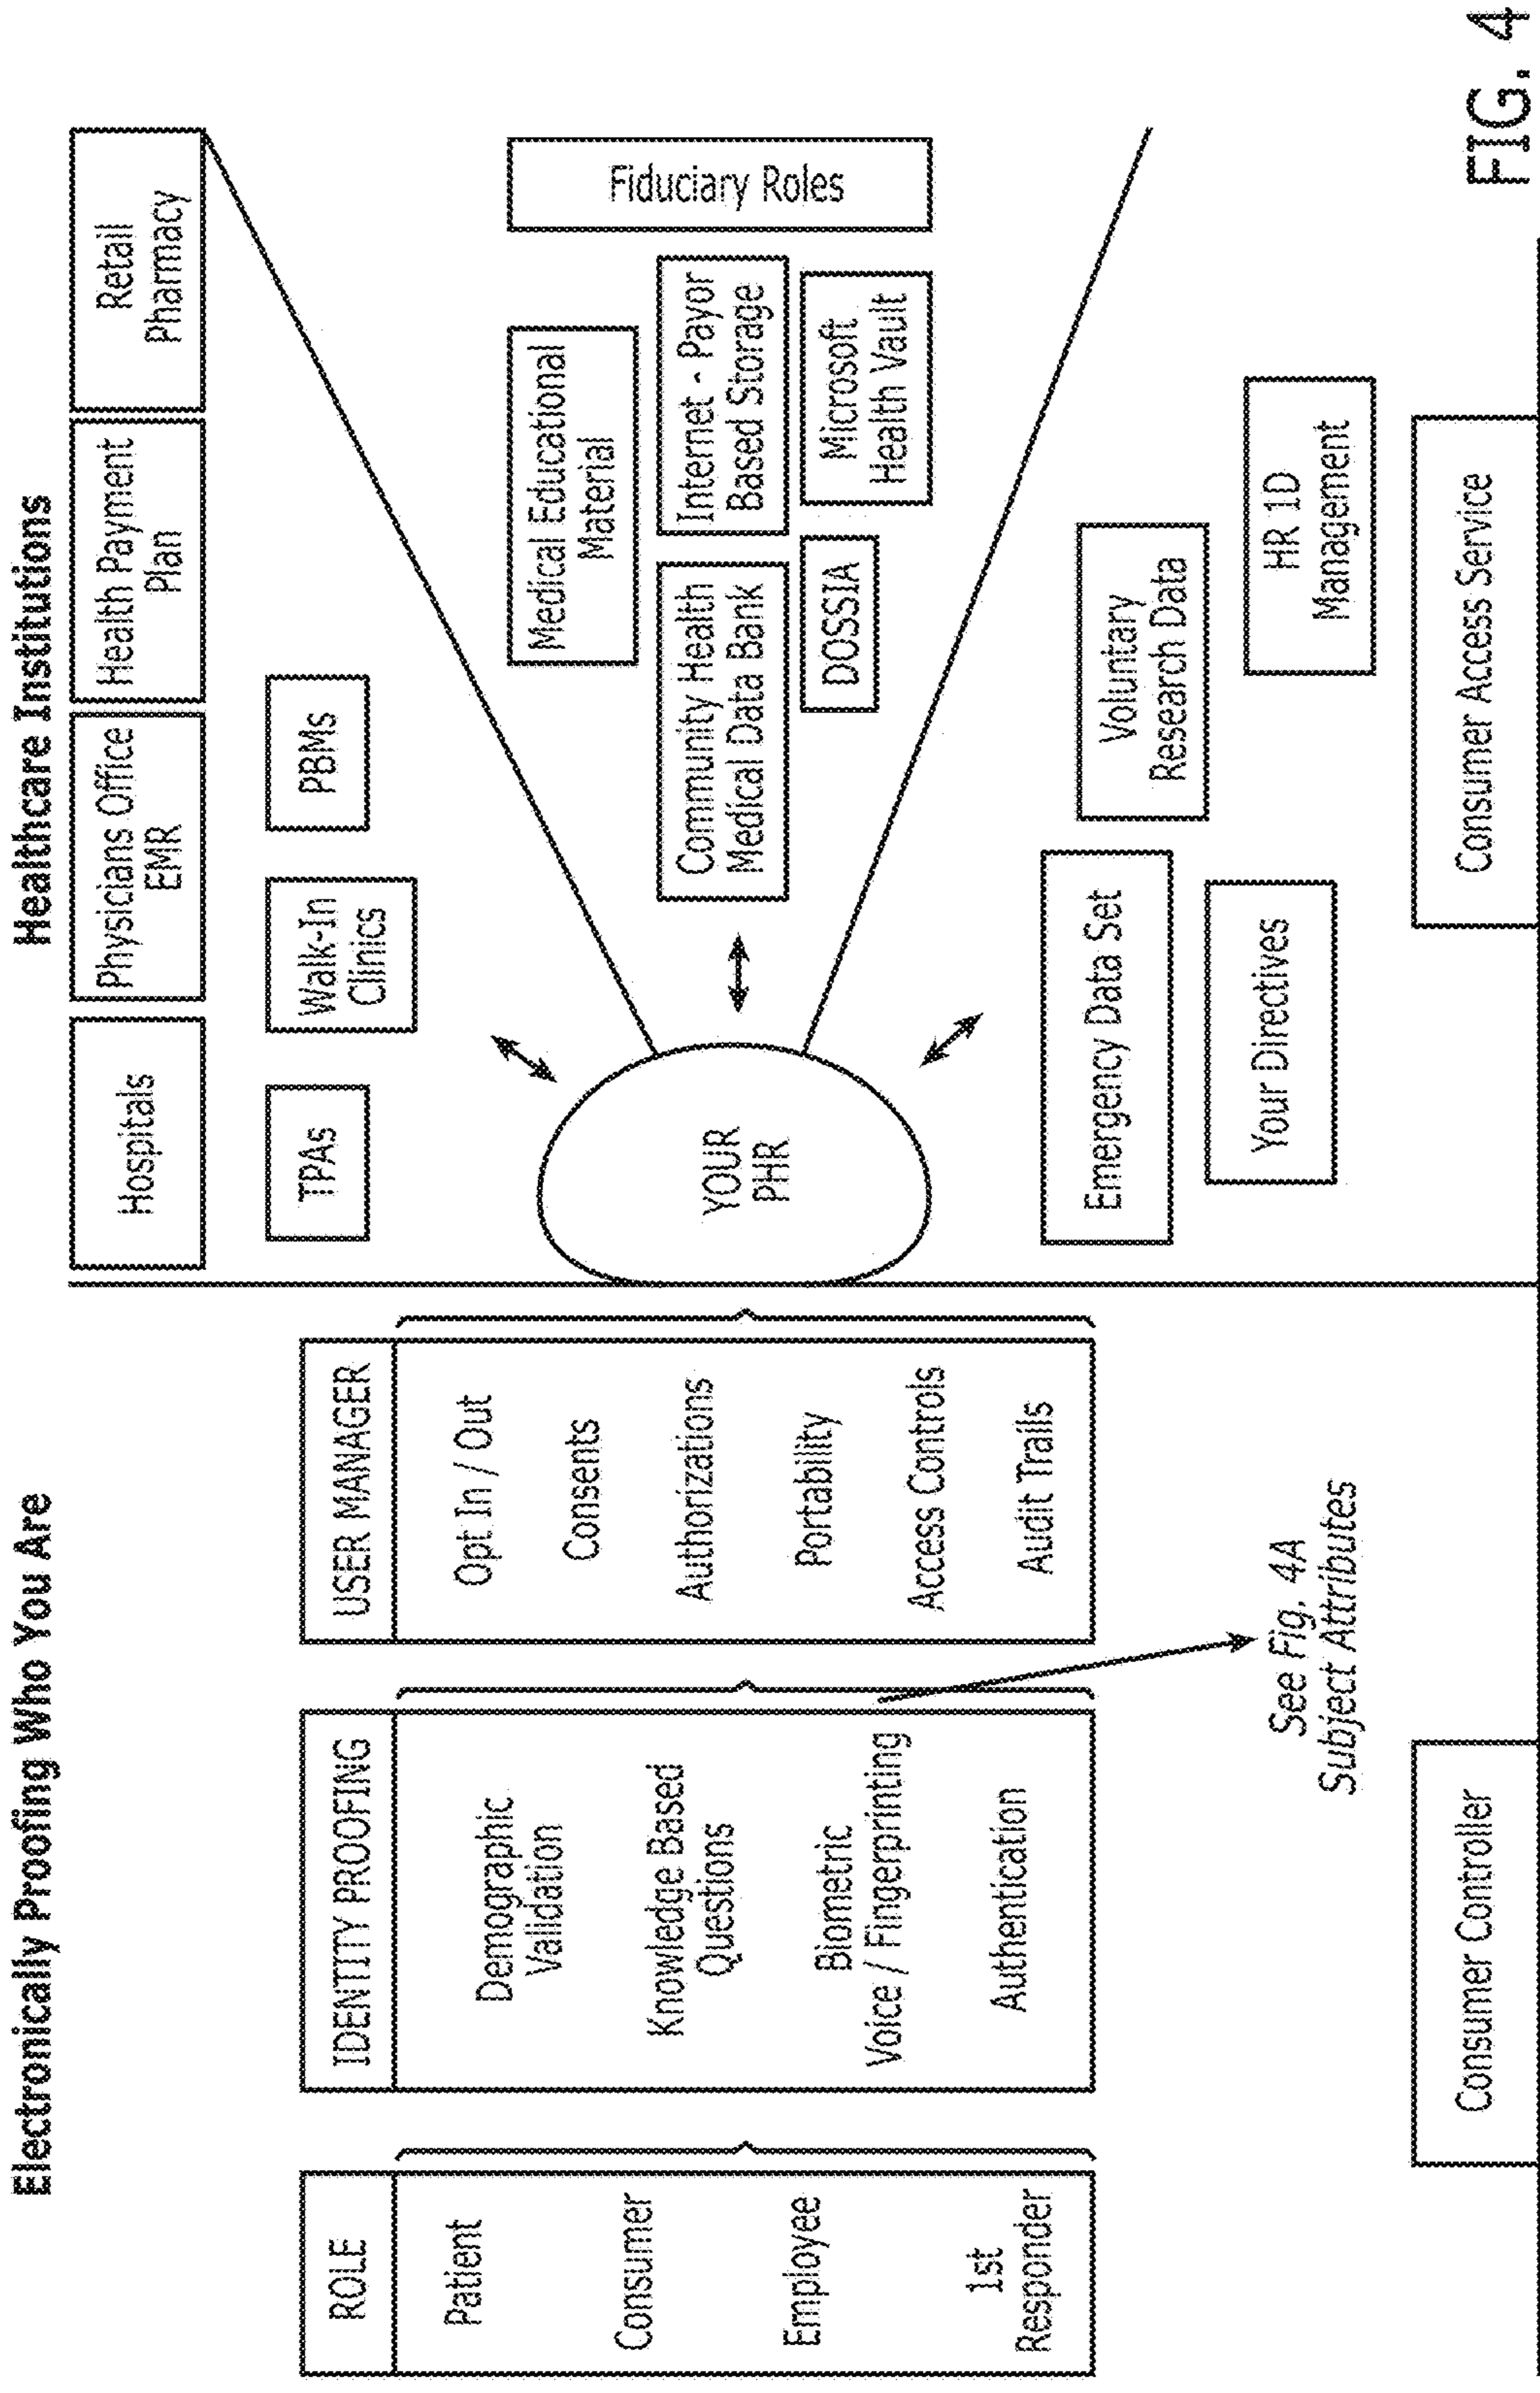 Electronically Proofing Who You Are
ROLE
Patient
Consumer
Employee
1st
Responder
IDENTITY PROOFING
Demographic
Validation
Knowledge Based
Questions
Biometric
Voice / Fingerprinting
Authentication
USER MANAGER
Opt In / Out
Consents
Authorizations
Portability
Access Controls
Audit Trails
See Fig. 4A
Subject Attributes
Consumer Controller
Healthcare Institutions
Hospitals
Physicians Office
EMR
Health Payment
Plan
Retail
Pharmacy
TPAs
Walk-In
Clinics
PBMs
YOUR
PHR
Medical Educational
Material
Community Health
Medical Data Bank
Internet - Payor
Based Storage
DOSSIA
Microsoft
Health Vault
Fiduciary Roles
Emergency Data Set
Voluntary
Research Data
Your Directives
HR 1D
Management
Consumer Access Service
FIG. 4